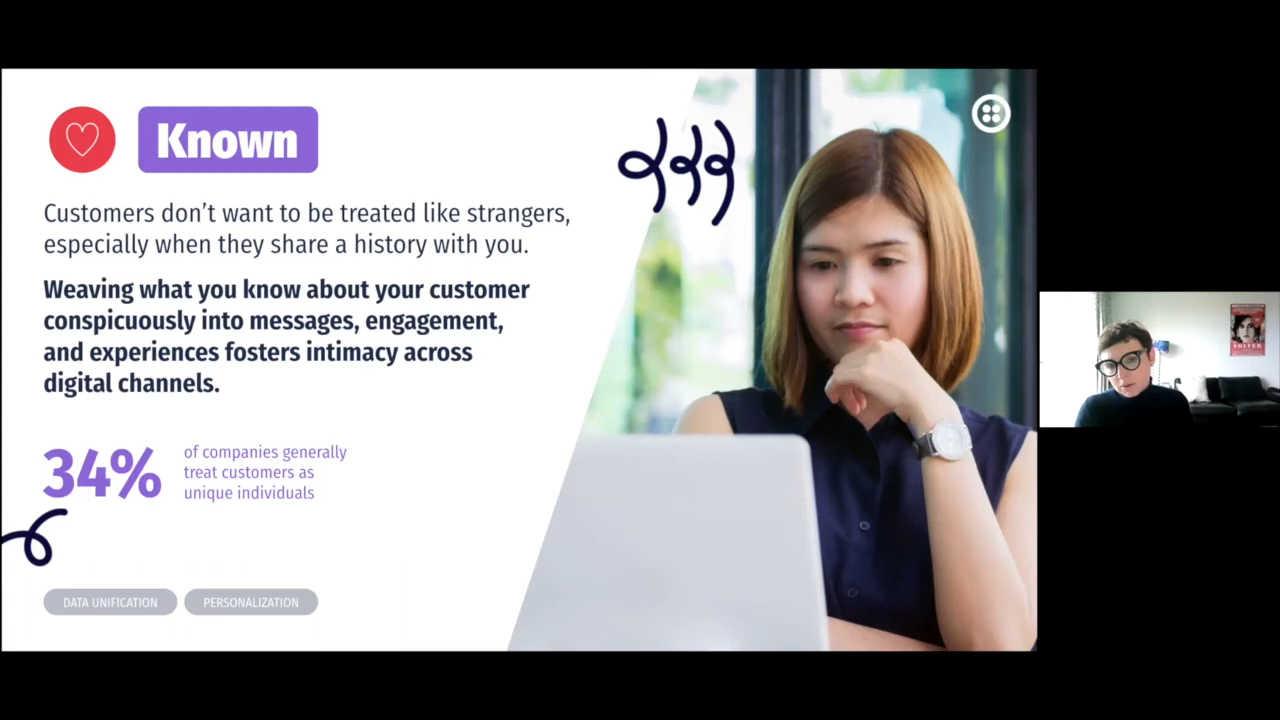 Known
Customers don’t want to be treated like strangers,
especially when they share a history with you.
Weaving what you know about your customer
conspicuously into messages, engagement,
and experiences fosters intimacy across
digital channels.
34%
of companies generally
treat customers as
unique individuals
DATA UNIFICATION
PERSONALIZATION
VOLVER